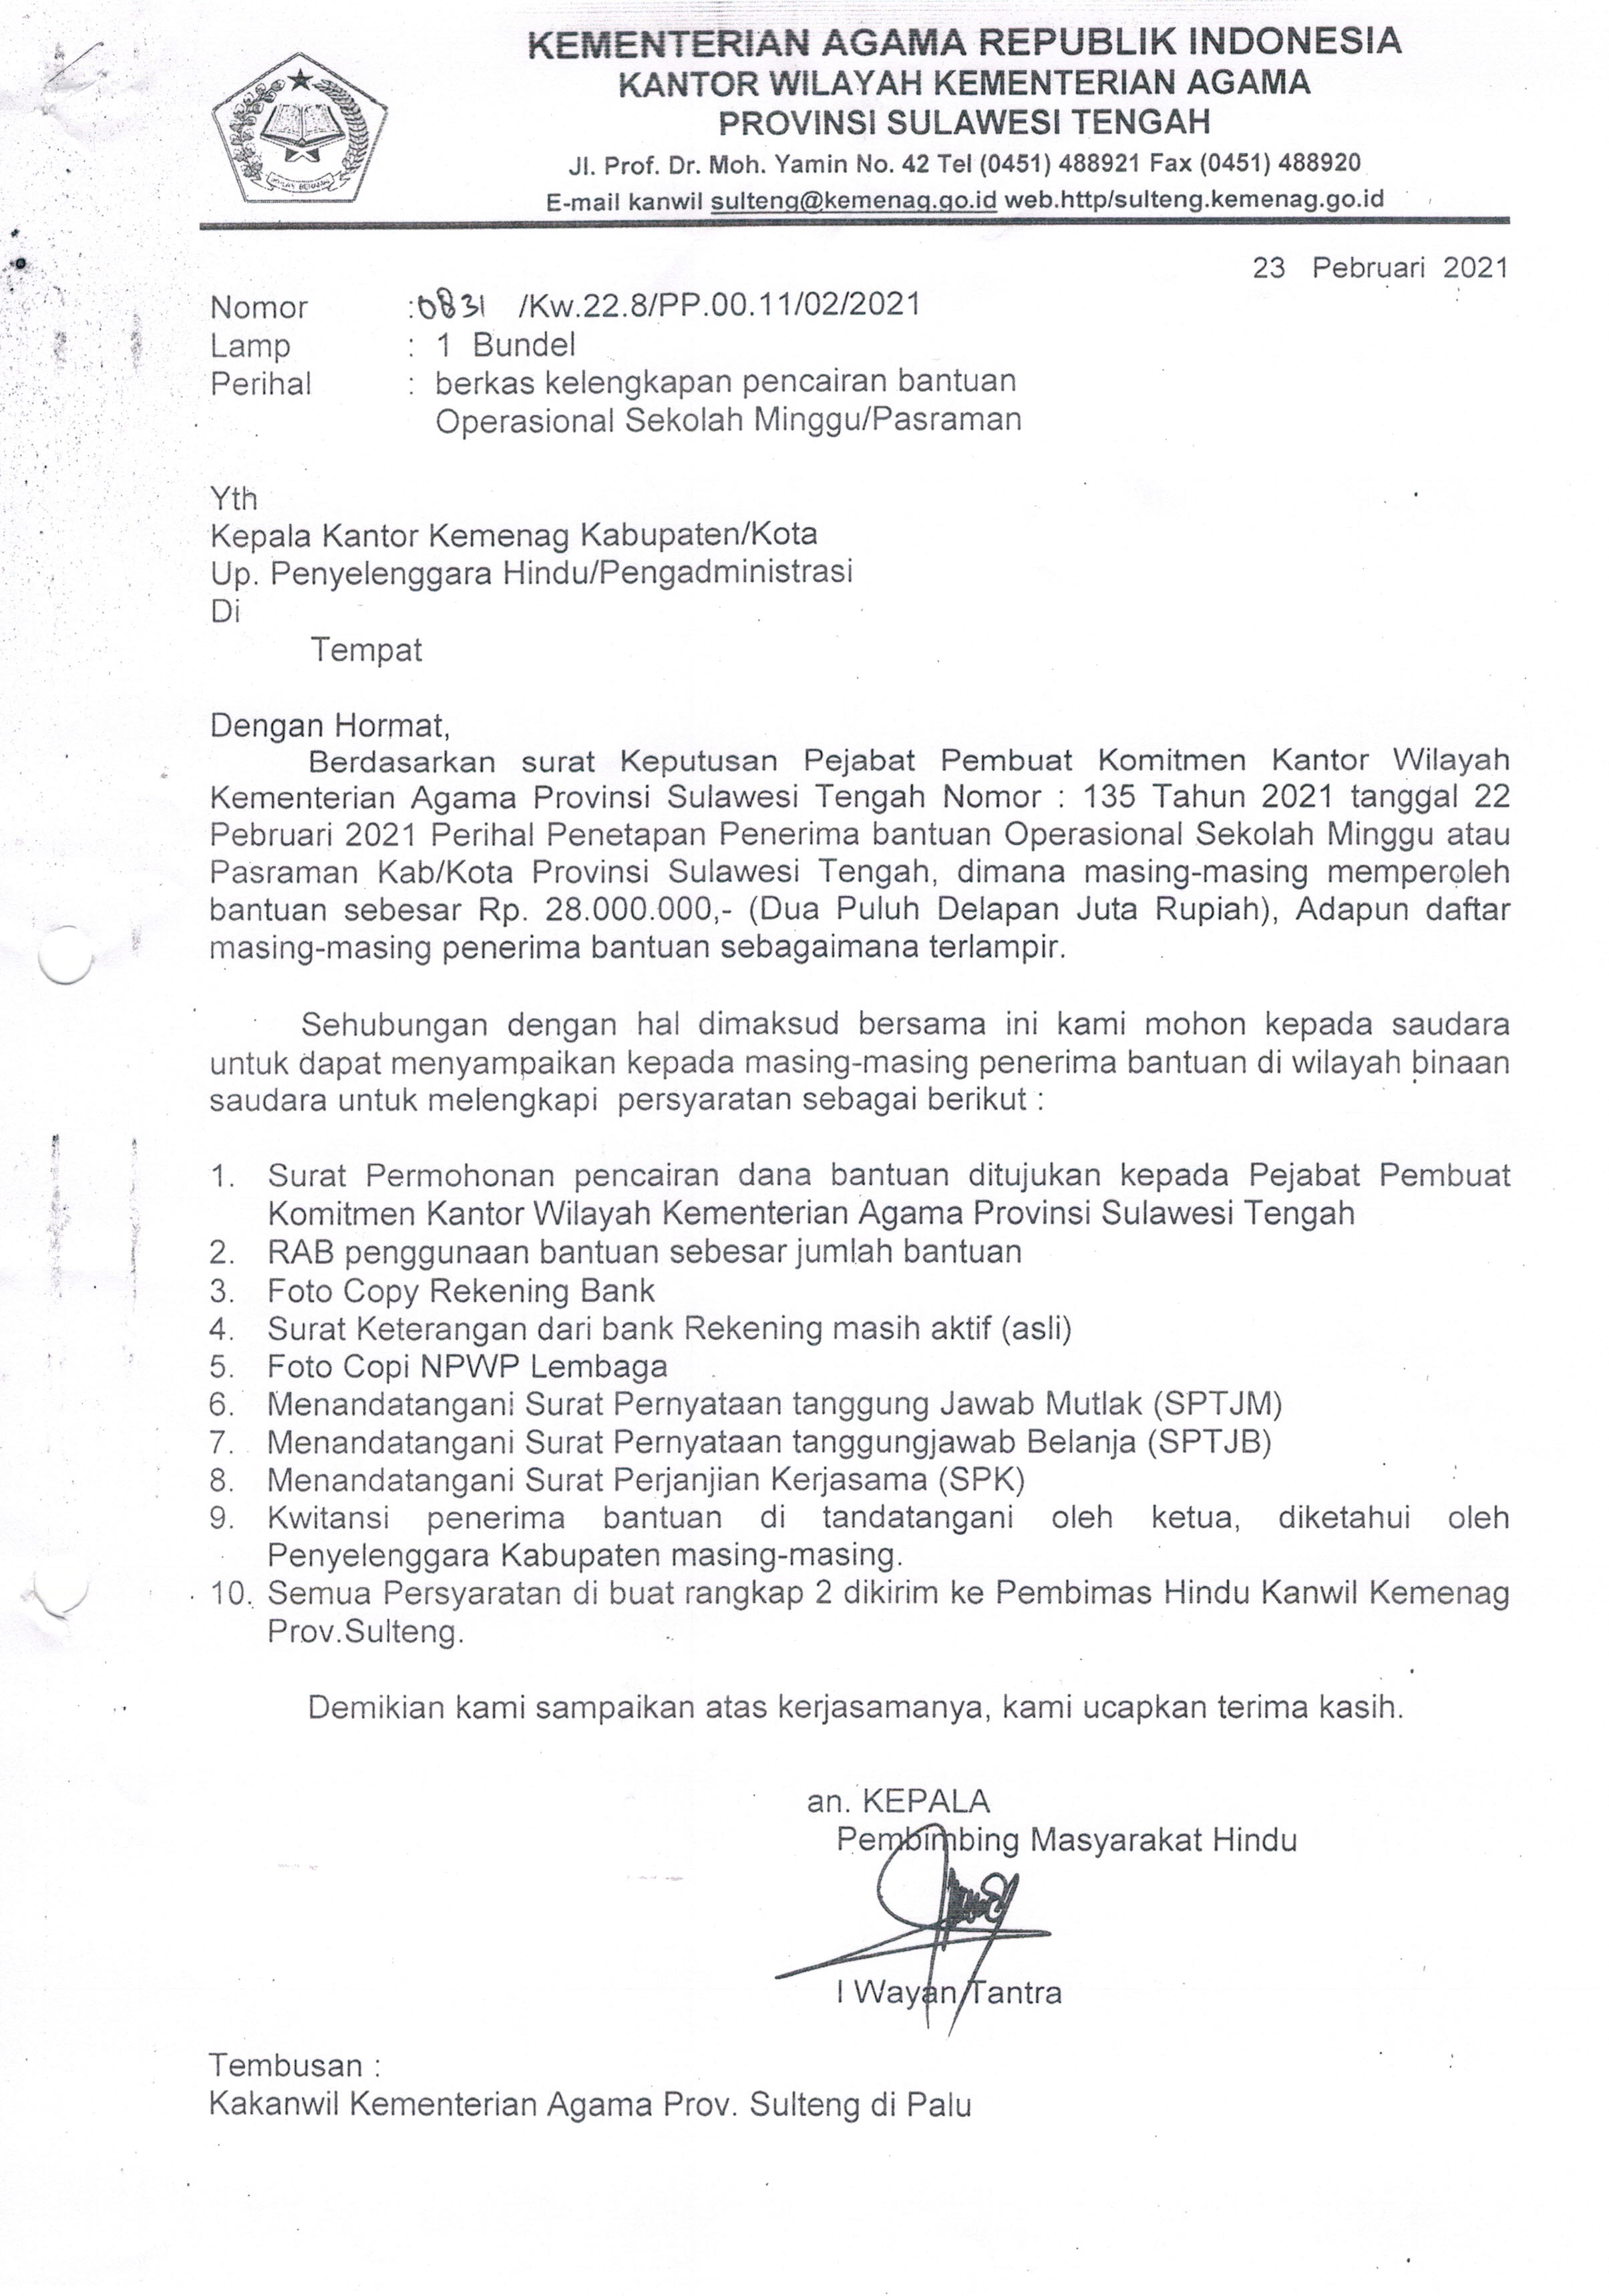 KEMENTERIAN AGAMA REPUBLIK INDONESIA
KANTOR WILAYAH KEMENTERIAN AGAMA
PROVINSI SULAWESI TENGAH
Jl. Prof. Dr. Moh. Yamin No. 42 Tel (0451) 488921 Fax (0451) 488920
E-mail kanwil sulteng@kemenag.go.id web.http/sulteng.kemenag.go.id
23 Pebruari 2021
Nomor :0831 /Kw.22.8/PP.00.11/02/2021
Lamp : 1 Bundel
Perihal : berkas kelengkapan pencairan bantuan
Operasional Sekolah Minggu/Pasraman
Yth
Kepala Kantor Kemenag Kabupaten/Kota
Up. Penyelenggara Hindu/Pengadministrasi
Di
Tempat
Dengan Hormat,
Berdasarkan surat Keputusan Pejabat Pembuat Komitmen Kantor Wilayah
Kementerian Agama Provinsi Sulawesi Tengah Nomor : 135 Tahun 2021 tanggal 22
Pebruari 2021 Perihal Penetapan Penerima bantuan Operasional Sekolah Minggu atau
Pasraman Kab/Kota Provinsi Sulawesi Tengah, dimana masing-masing memperoleh
bantuan sebesar Rp. 28.000.000,- (Dua Puluh Delapan Juta Rupiah), Adapun daftar
masing-masing penerima bantuan sebagaimana terlampir.
Sehubungan dengan hal dimaksud bersama ini kami mohon kepada saudara
untuk dapat menyampaikan kepada masing-masing penerima bantuan di wilayah binaan
saudara untuk melengkapi persyaratan sebagai berikut :
1. Surat Permohonan pencairan dana bantuan ditujukan kepada Pejabat Pembuat
Komitmen Kantor Wilayah Kementerian Agama Provinsi Sulawesi Tengah
2. RAB penggunaan bantuan sebesar jumlah bantuan
3. Foto Copy Rekening Bank
4. Surat Keterangan dari bank Rekening masih aktif (asli)
5. Foto Copi NPWP Lembaga
6. Menandatangani Surat Pernyataan tanggung Jawab Mutlak (SPTJM)
7. Menandatangani Surat Pernyataan tanggungjawab Belanja (SPTJB)
8. Menandatangani Surat Perjanjian Kerjasama (SPK)
9. Kwitansi penerima bantuan di tandatangani oleh ketua, diketahui oleh
Penyelenggara Kabupaten masing-masing.
10. Semua Persyaratan di buat rangkap 2 dikirim ke Pembimas Hindu Kanwil Kemenag
Prov.Sulteng.
Demikian kami sampaikan atas kerjasamanya, kami ucapkan terima kasih.
an. KEPALA
Pembimbing Masyarakat Hindu
I Wayan Tantra
Tembusan :
Kakanwil Kementerian Agama Prov. Sulteng di Palu